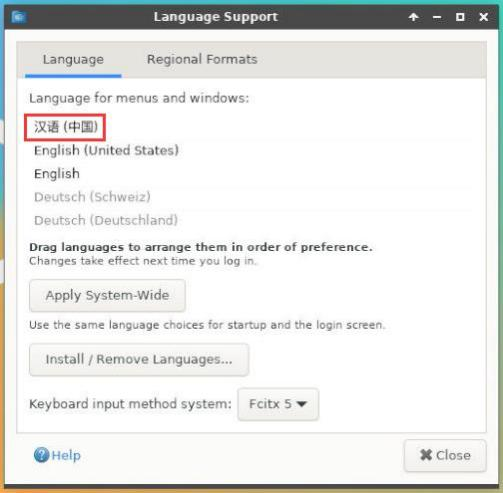 Language Support
Language Regional Formats
Language for menus and windows:
汉语 (中国)
English (United States)
English
Deutsch (Schweiz)
Deutsch (Deutschland)
Drag languages to arrange them in order of preference.
Changes take effect next time you log in.
Apply System-Wide
Use the same language choices for startup and the login screen.
Install / Remove Languages...
Keyboard input method system: Fcitx 5
Help Close